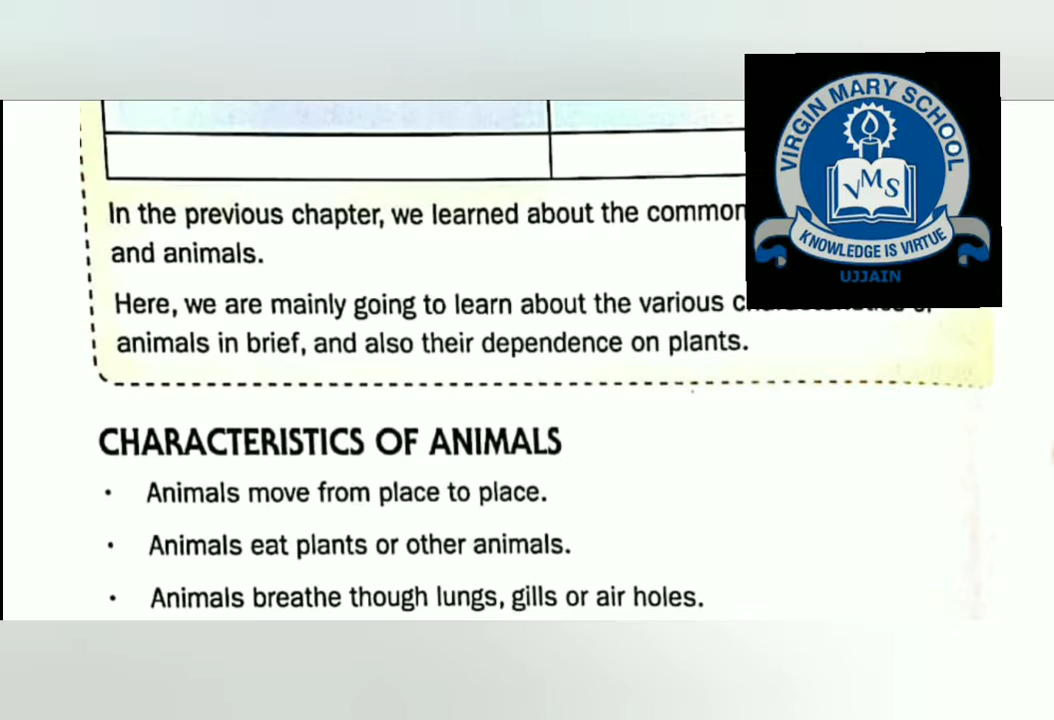 In the previous chapter, we learned about the common
and animals.
Here, we are mainly going to learn about the various
animals in brief, and also their dependence on plants.
CHARACTERISTICS OF ANIMALS
• Animals move from place to place.
• Animals eat plants or other animals.
• Animals breathe though lungs, gills or air holes.
VIRGIN MARY SCHOOL
VMS
KNOWLEDGE IS VIRTUE
UJJAIN